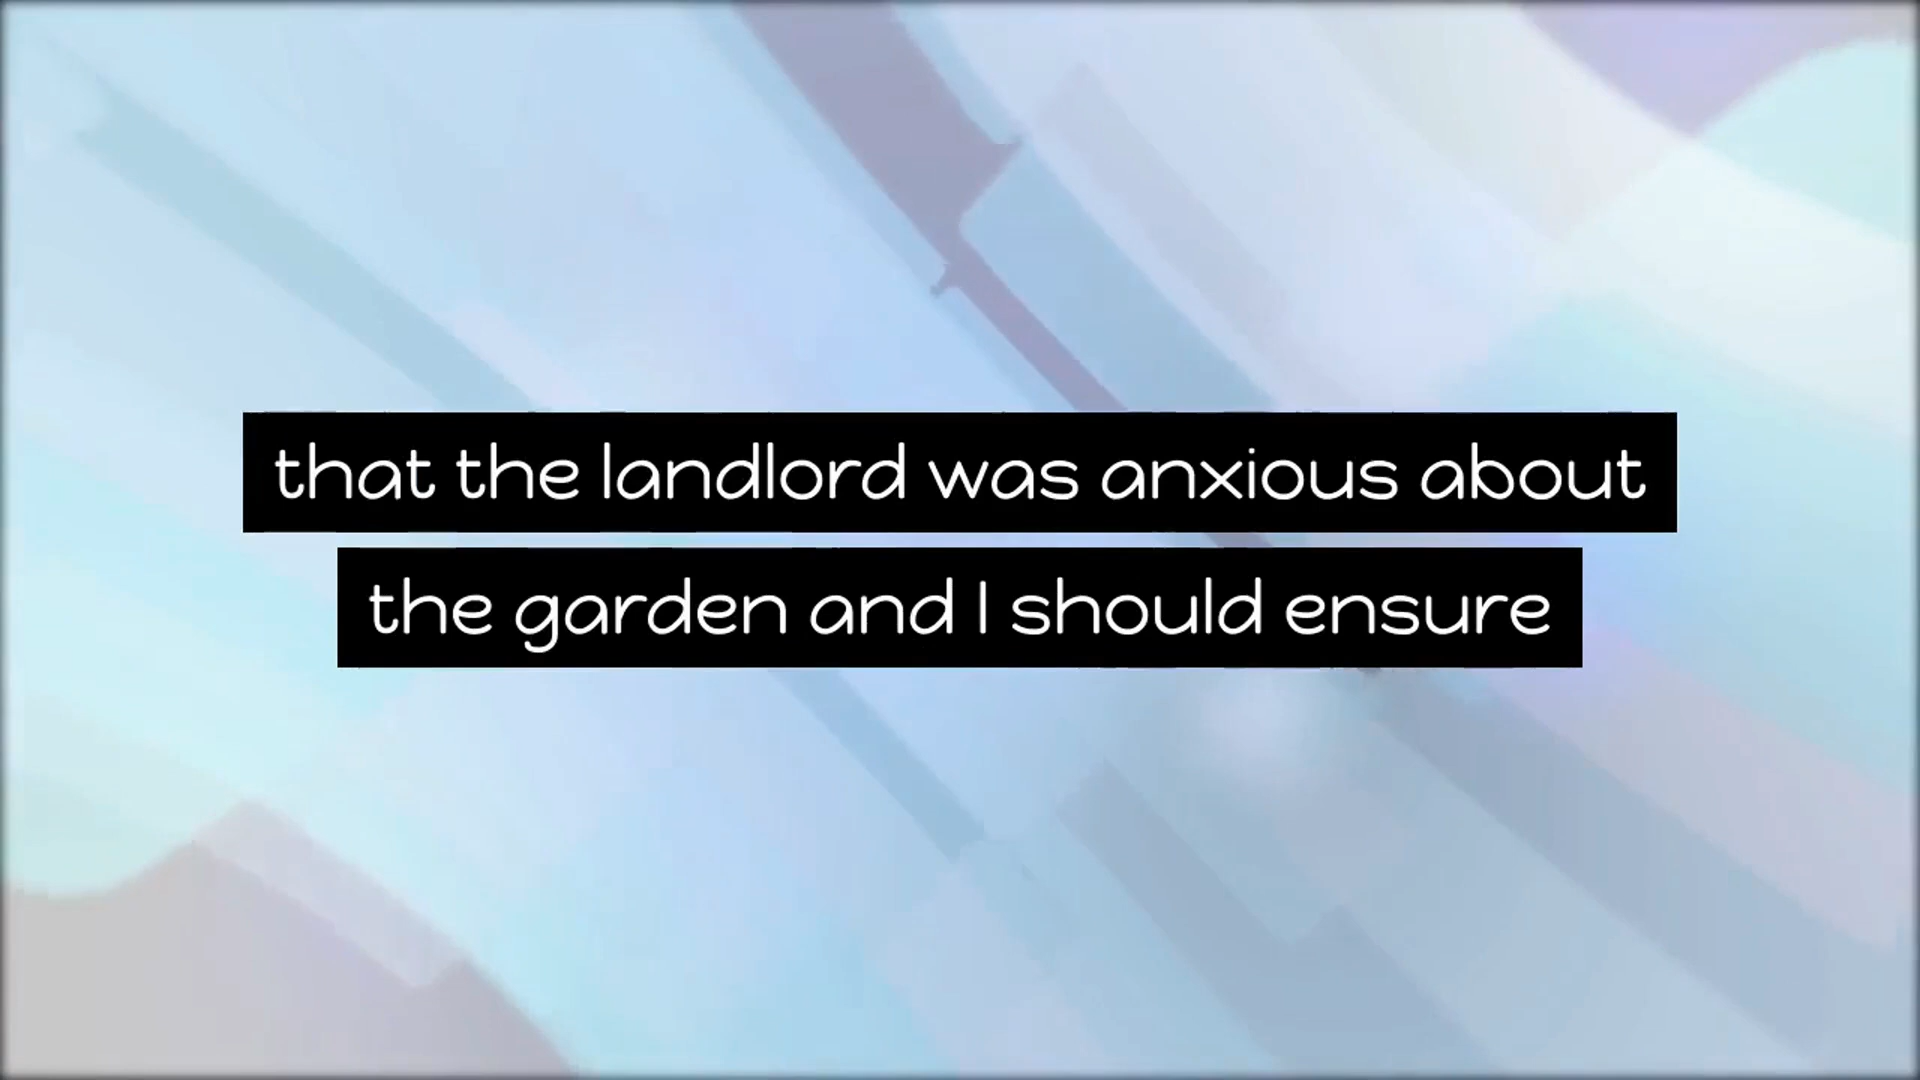 that the landlord was anxious about
the garden and I should ensure